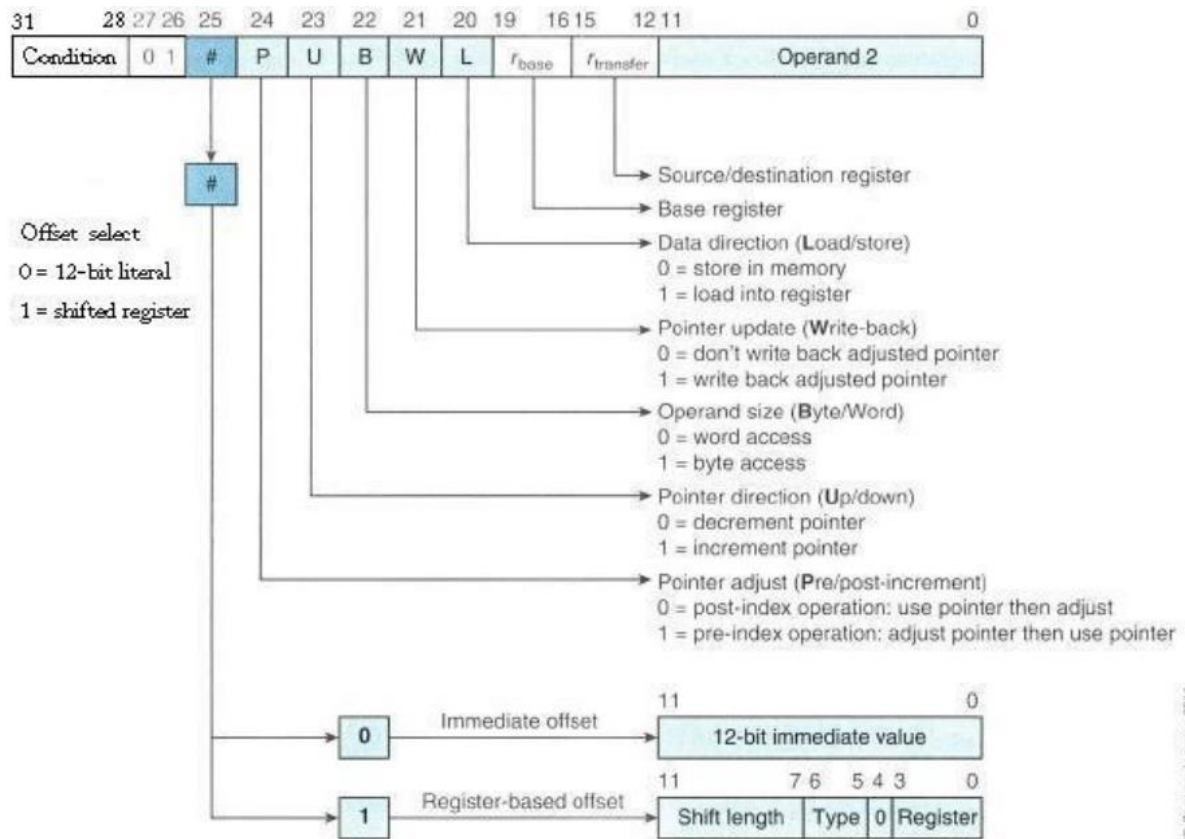 31 28 27 26 25 24 23 22 21 20 19 16 15 12 11 0
Condition 0 1 # P U B W L r base r transfer Operand 2
#
Offset select
0 = 12-bit literal
1 = shifted register
Source/destination register
Base register
Data direction (Load/store)
0 = store in memory
1 = load into register
Pointer update (Write-back)
0 = don't write back adjusted pointer
1 = write back adjusted pointer
Operand size (Byte/Word)
0 = word access
1 = byte access
Pointer direction (Up/down)
0 = decrement pointer
1 = increment pointer
Pointer adjust (Pre/post-increment)
0 = post-index operation: use pointer then adjust
1 = pre-index operation: adjust pointer then use pointer
11 0
0 Immediate offset 12-bit immediate value
11 7 6 5 4 3 0
1 Register-based offset Shift length Type 0 Register